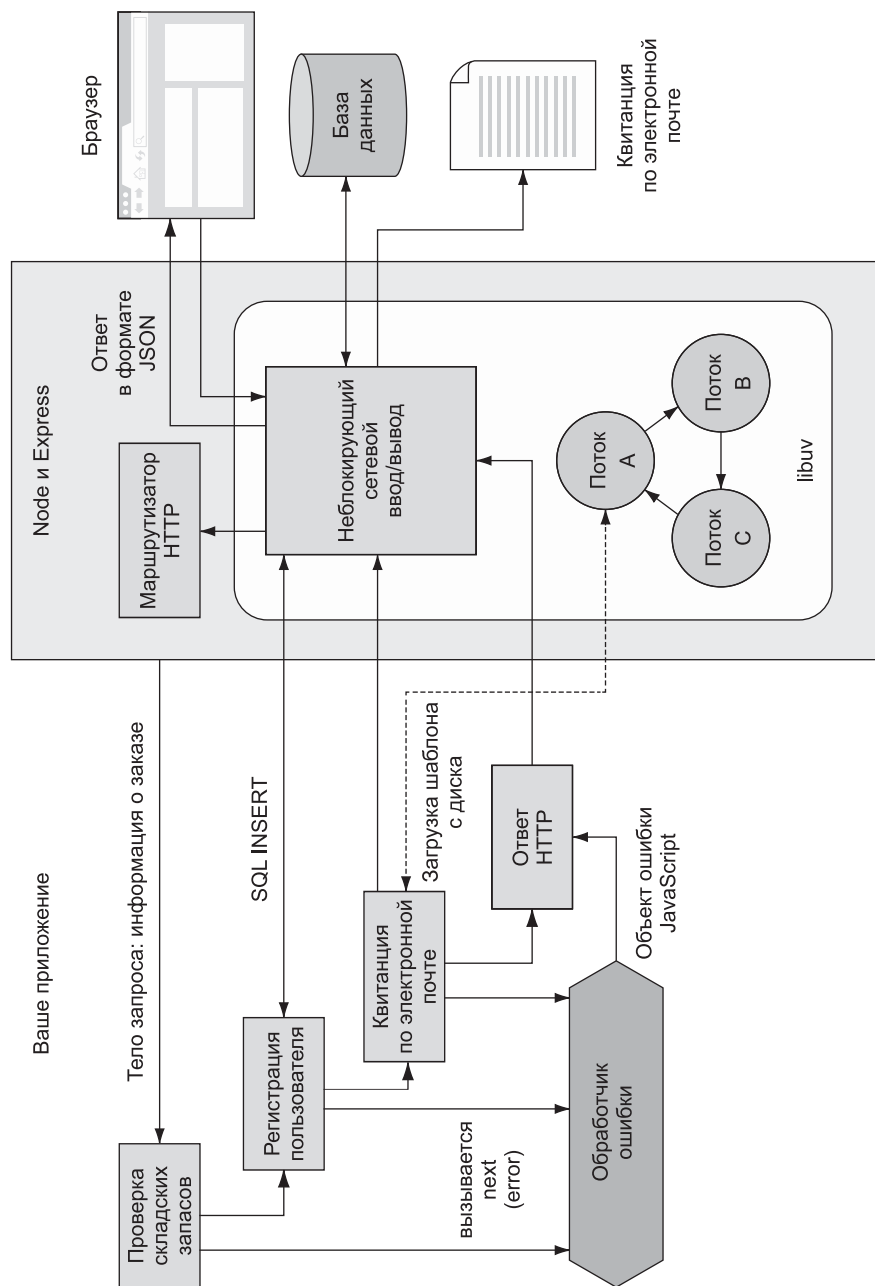 Ваше приложение
Node и Express
Проверка
складских
запасов
Тело запроса: информация о заказе
Маршрутизатор
HTTP
Ответ
в формате
JSON
Браузер
Регистрация
пользователя
SQL INSERT
Неблокирующий
сетевой
ввод/вывод
База
данных
Квитанция
по электронной
почте
Загрузка шаблона
с диска
Квитанция
по электронной
почте
вызывается
next
(error)
Ответ
HTTP
Поток
A
Поток
B
Поток
C
libuv
Обработчик
ошибки
Объект ошибки
JavaScript